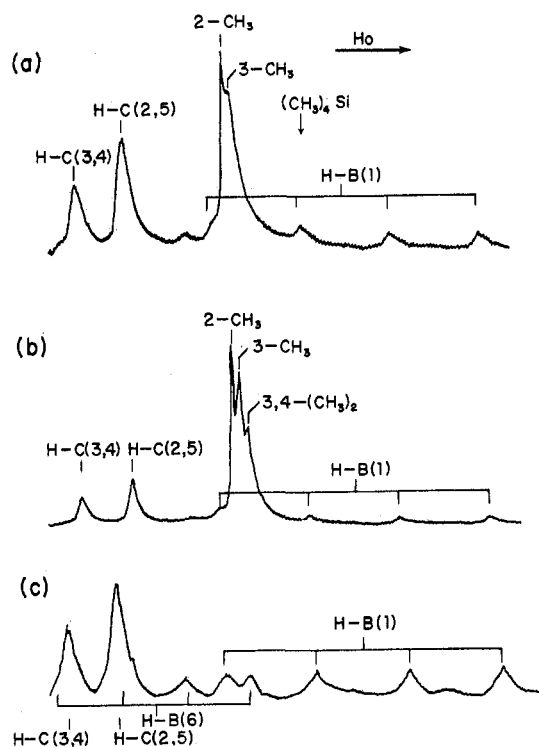 (a)
2-CH₃
3-CH₃
Ho
(CH₃)₄ Si
H-C(2,5)
H-C(3,4)
H-B(1)
(b)
2-CH₃
3-CH₃
3,4-(CH₃)₂
H-C(3,4)
H-C(2,5)
H-B(1)
(c)
H-B(1)
H-B(6)
H-C(3,4)
H-C(2,5)